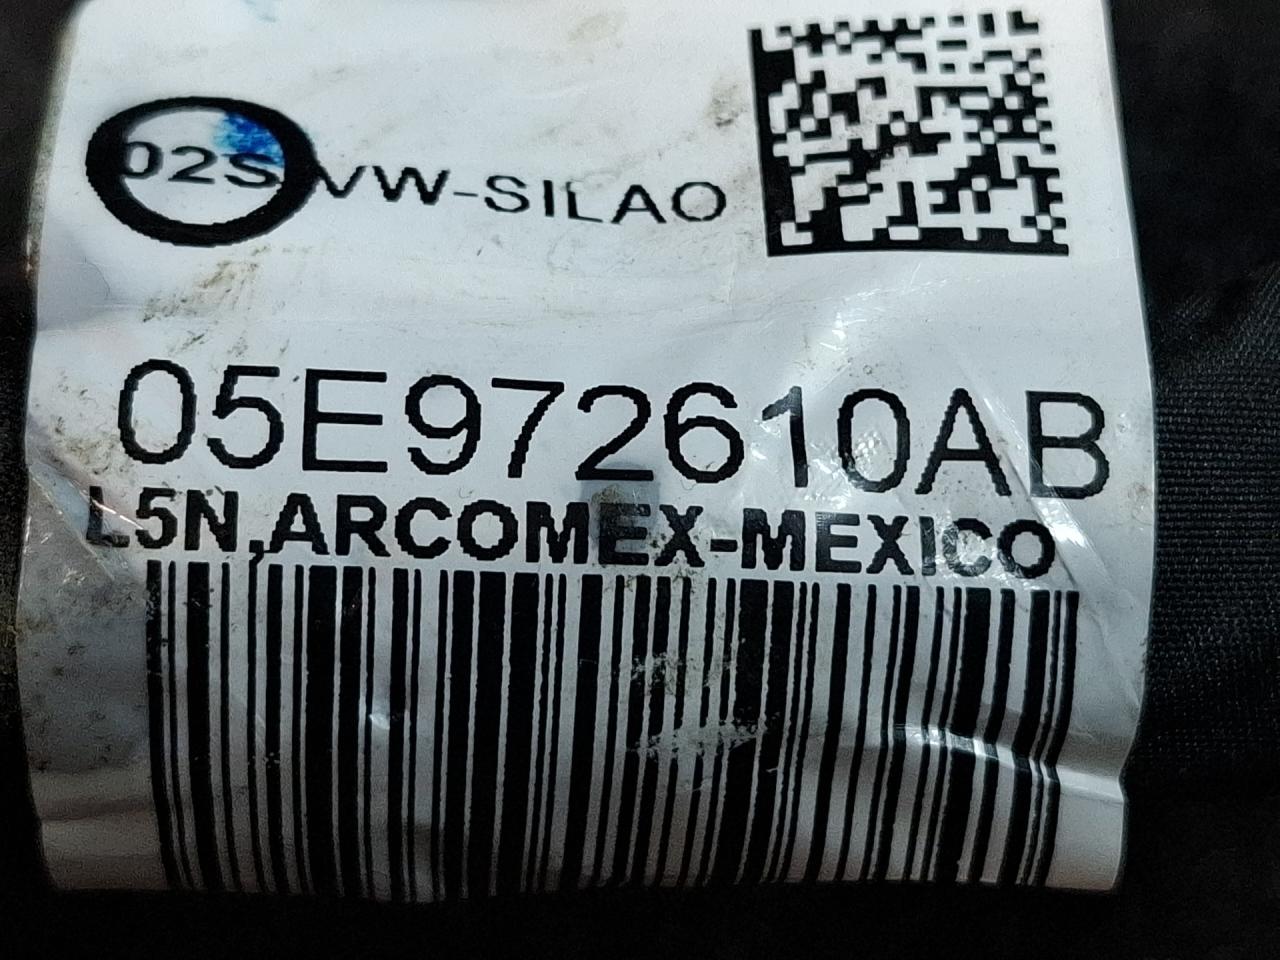 02S VW-SILAO
05E972610AB
L5N,ARCOMEX-MEXICO